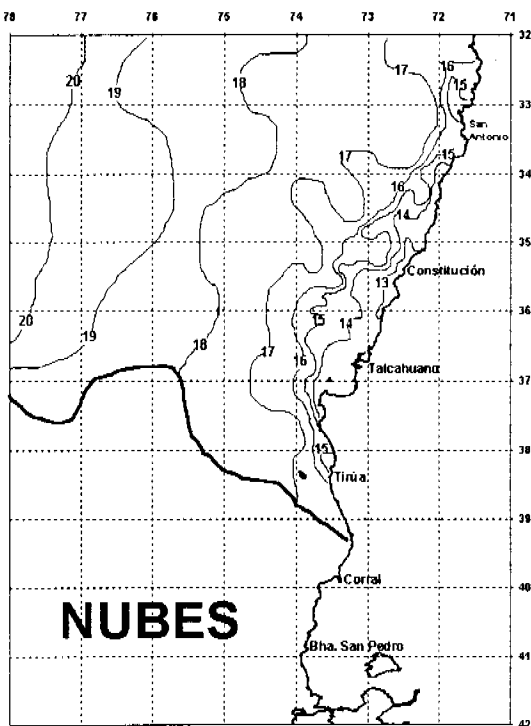 78 77 76 75 74 73 72 71
32
16
20 19 18 17 15
33
San
Antonio
15
17
34
16
14
35
Constitución
13
36
20 19 18 15 14
17 16
37
Talcahuano
38
15
Tirúa
39
40
Corral
NUBES
Bha. San Pedro
41
42